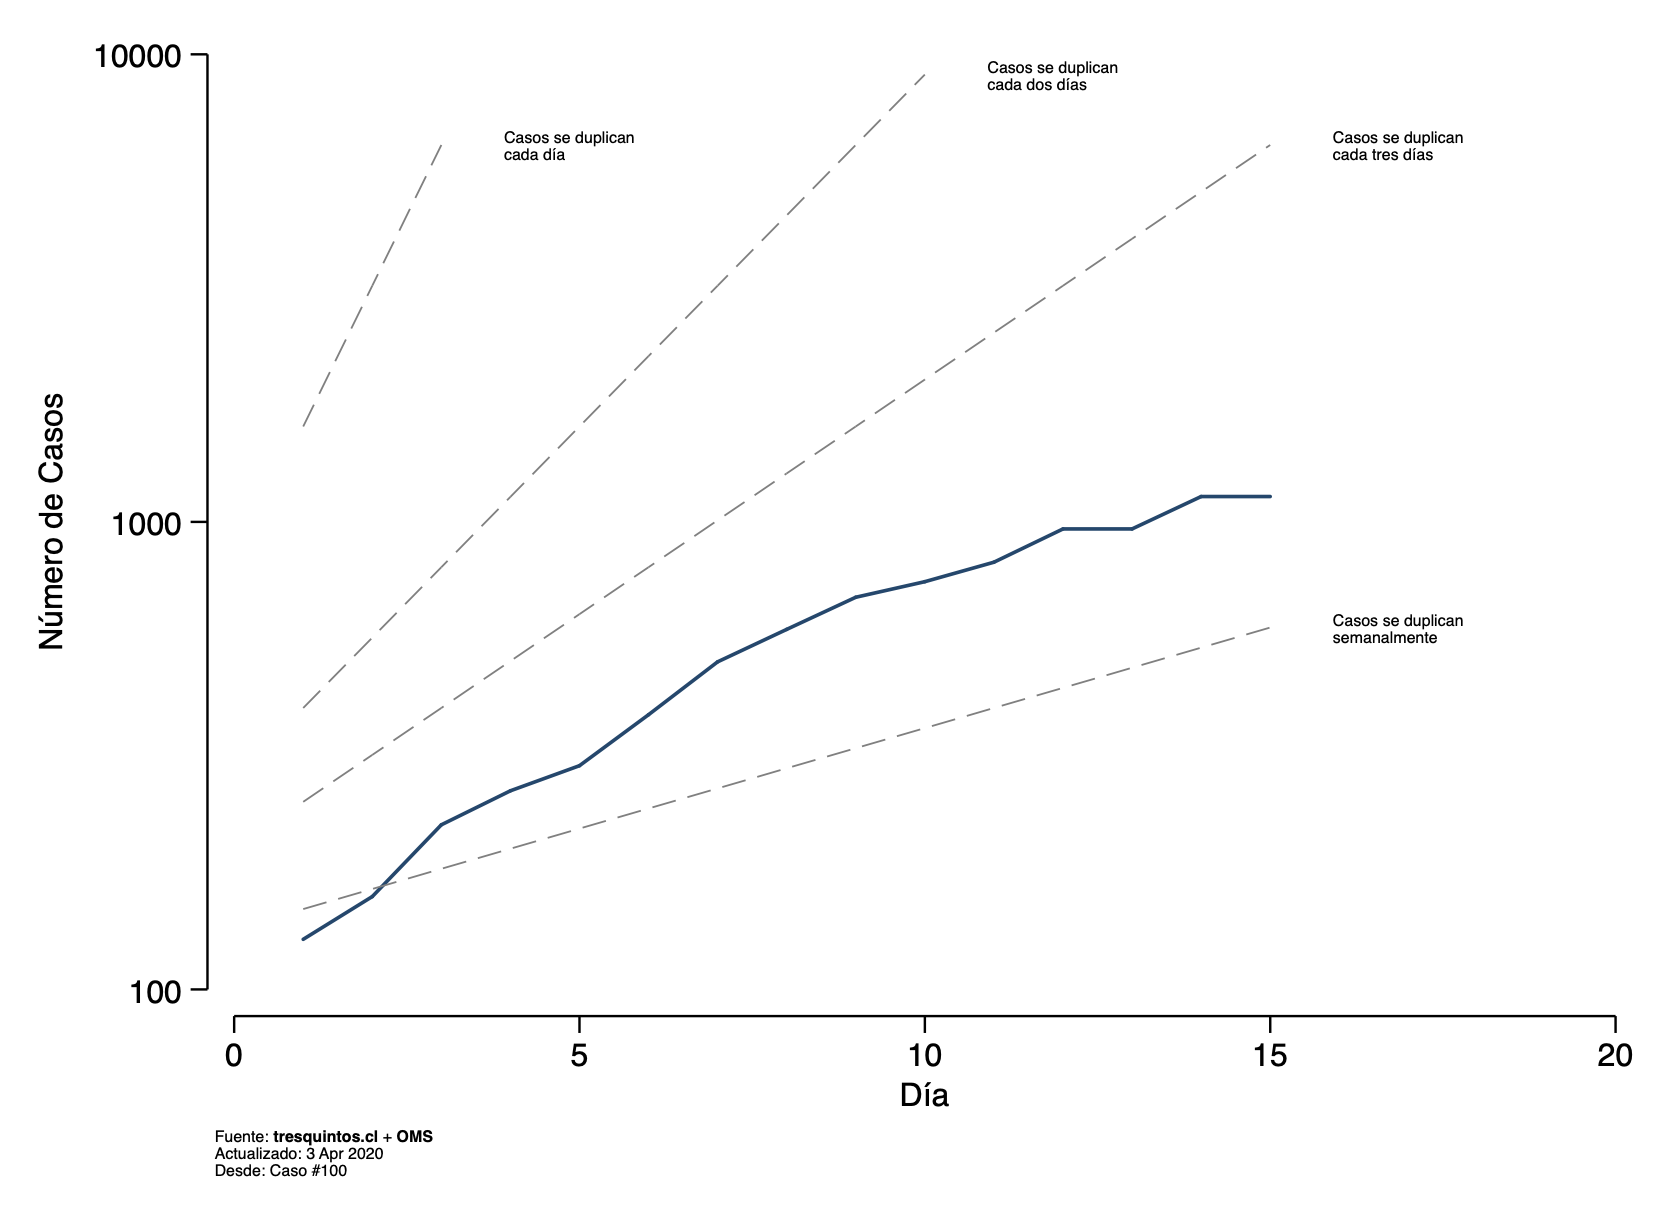 10000
1000
100
Número de Casos
Casos se duplican
cada día
Casos se duplican
cada dos días
Casos se duplican
cada tres días
Casos se duplican
semanalmente
0 5 10 15 20
Día
Fuente: tresquintos.cl + OMS
Actualizado: 3 Apr 2020
Desde: Caso #100